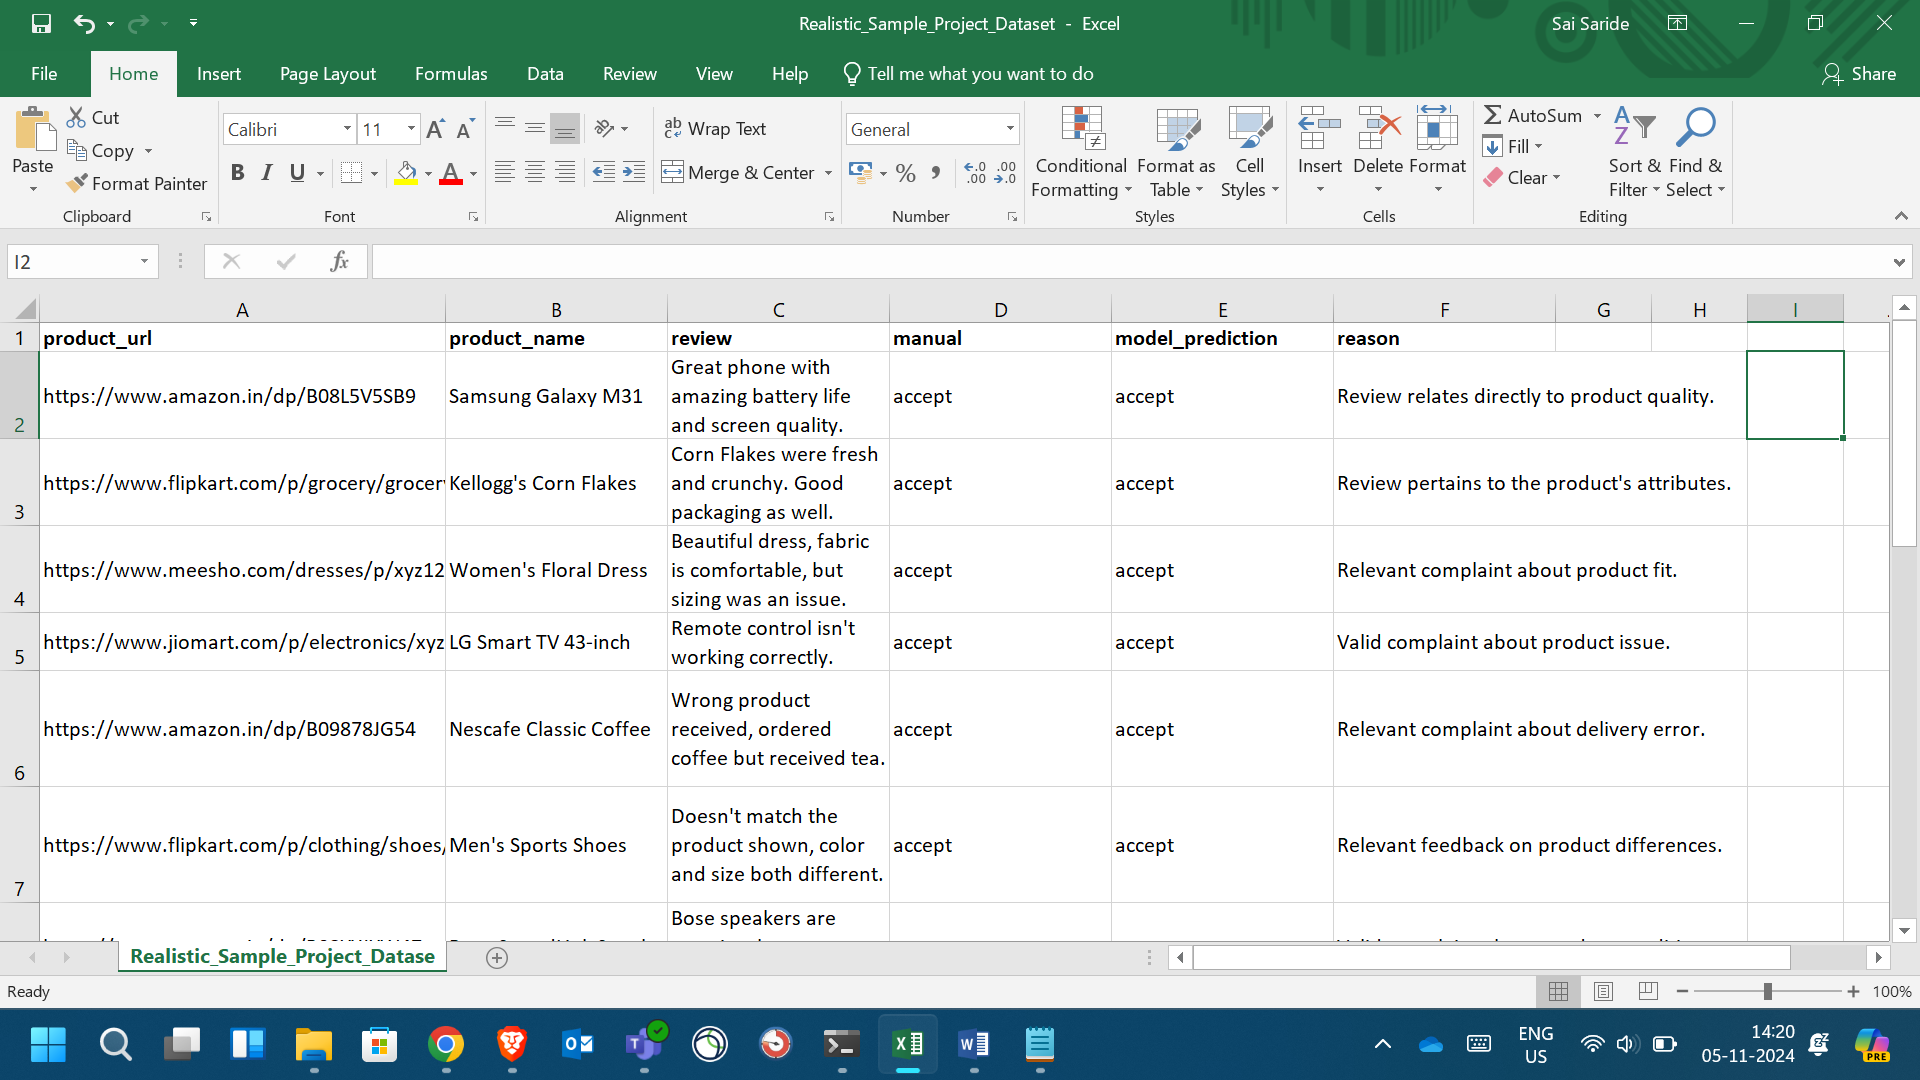 Realistic_Sample_Project_Dataset - Excel
Sai Saride
File Home Insert Page Layout Formulas Data Review View Help Tell me what you want to do Share
Paste
Cut
Copy
Format Painter
Clipboard
Calibri 11
B I U
Font
Wrap Text
Merge & Center
Alignment
General
Number
Conditional Formatting
Format as Table
Cell Styles
Styles
Insert Delete Format
Cells
AutoSum
Fill
Clear
Sort & Filter
Find & Select
Editing
I2
fx
A B C D E F G H I
1 product_url product_name review manual model_prediction reason
2 https://www.amazon.in/dp/B08L5V5SB9 Samsung Galaxy M31 Great phone with amazing battery life and screen quality. accept accept Review relates directly to product quality.
3 https://www.flipkart.com/p/grocery/grocer Kellogg's Corn Flakes Corn Flakes were fresh and crunchy. Good packaging as well. accept accept Review pertains to the product's attributes.
4 https://www.meesho.com/dresses/p/xyz12 Women's Floral Dress Beautiful dress, fabric is comfortable, but sizing was an issue. accept accept Relevant complaint about product fit.
5 https://www.jiomart.com/p/electronics/xyz LG Smart TV 43-inch Remote control isn't working correctly. accept accept Valid complaint about product issue.
6 https://www.amazon.in/dp/B09878JG54 Nescafe Classic Coffee Wrong product received, ordered coffee but received tea. accept accept Relevant complaint about delivery error.
7 https://www.flipkart.com/p/clothing/shoes/ Men's Sports Shoes Doesn't match the product shown, color and size both different. accept accept Relevant feedback on product differences.
Bose speakers are
Realistic_Sample_Project_Datase
Ready
100%
ENG
US
14:20
05-11-2024
PRE